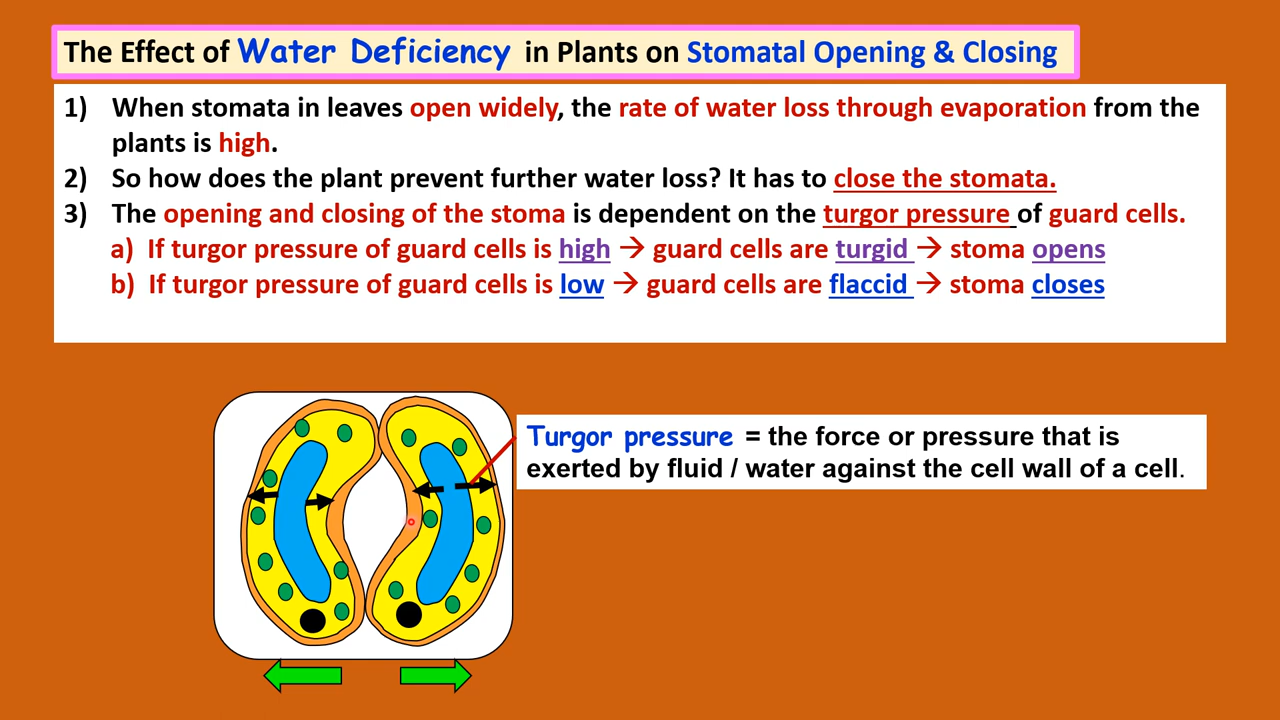 The Effect of Water Deficiency in Plants on Stomatal Opening & Closing
1) When stomata in leaves open widely, the rate of water loss through evaporation from the
plants is high.
2) So how does the plant prevent further water loss? It has to close the stomata.
3) The opening and closing of the stoma is dependent on the turgor pressure of guard cells.
a) If turgor pressure of guard cells is high → guard cells are turgid → stoma opens
b) If turgor pressure of guard cells is low → guard cells are flaccid → stoma closes
Turgor pressure = the force or pressure that is
exerted by fluid / water against the cell wall of a cell.